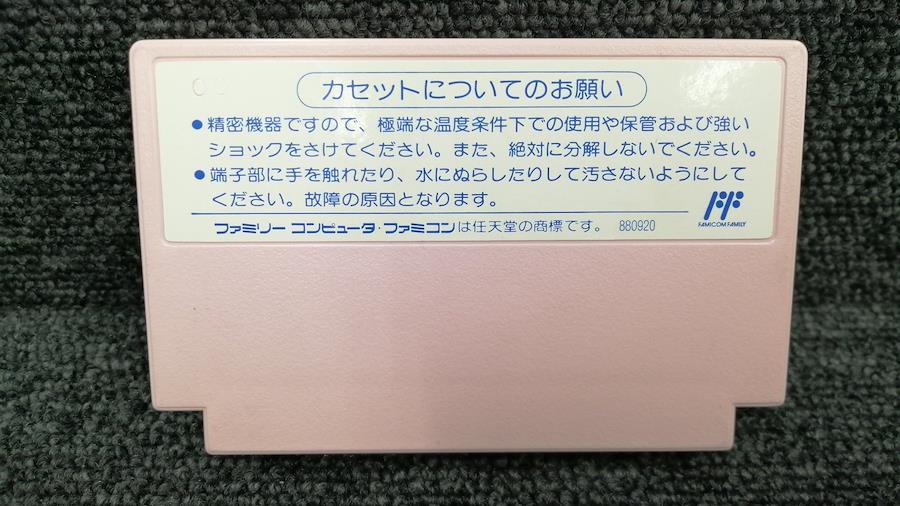 カセットについてのお願い
●精密機器ですので、極端な温度条件下での使用や保管および強い
ショックをさけてください。また、絶対に分解しないでください。
●端子部に手を触れたり、水にぬらしたりして汚さないようにして
ください。故障の原因となります。
FAMICOM FAMILY
ファミリー コンピュータ・ファミコンは任天堂の商標です。 880920